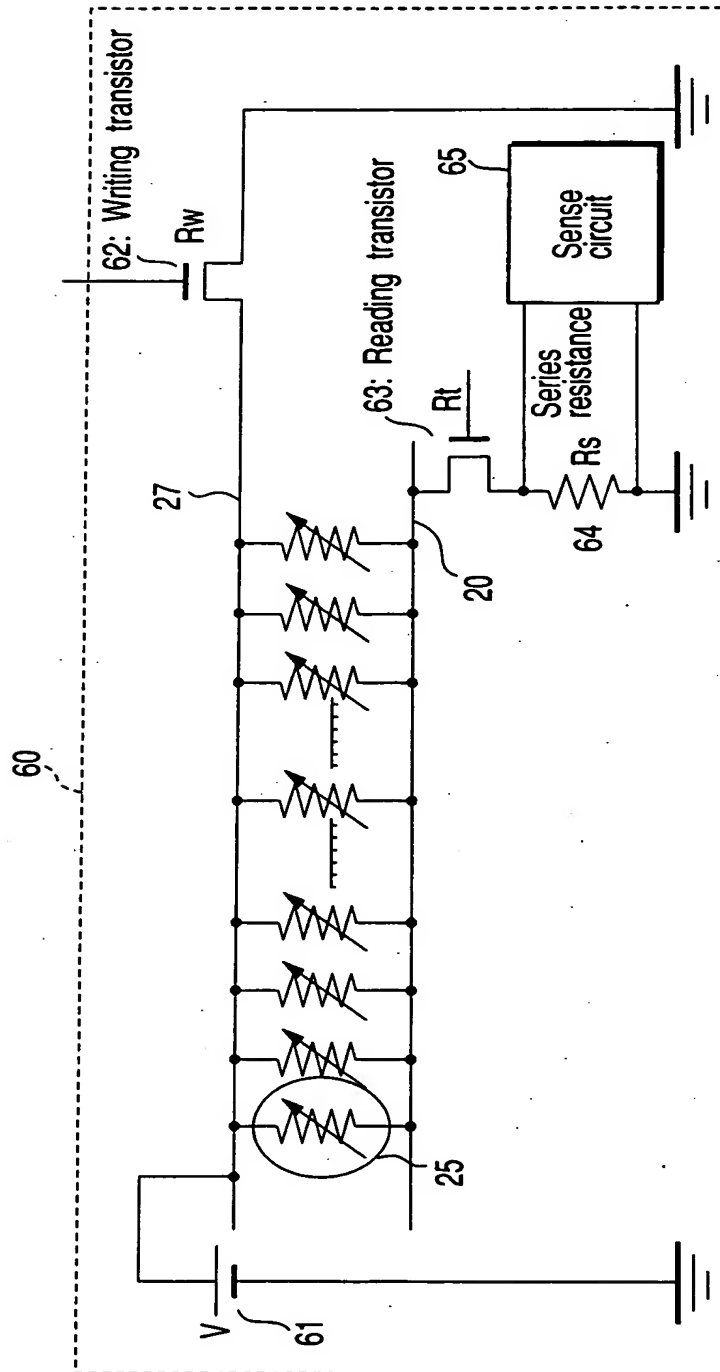 60
62: Writing transistor
Rw
27
63: Reading transistor
Rt
65
Sense
circuit
Series
resistance
Rs
64
20
25
V
61